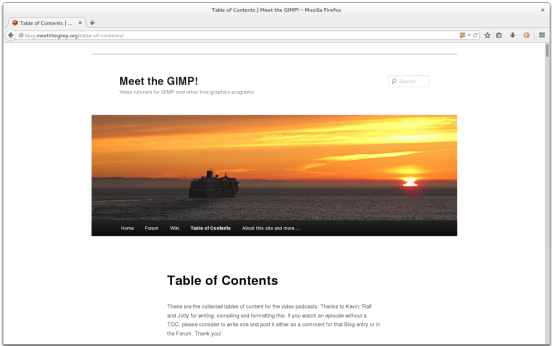 Table of Contents | Meet the GIMP! - Mozilla Firefox
Table of Contents | ...
blog.meetthegimp.org/table-of-contents/
Meet the GIMP!
Search
Video tutorials for GIMP and other free graphics programs
Home Forum Wiki Table of Contents About this site and more....
Table of Contents
These are the collected tables of content for the video podcasts. Thanks to Kevin, Ralf
and Jotty for writing, compiling and formatting this. If you watch an episode without a
TOC, please consider to write one and post it either as a comment for that Blog entry or in
the Forum. Thank you!